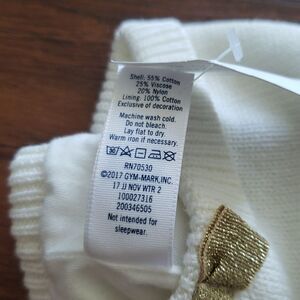 Shell: 55% Cotton
25% Viscose
20% Nylon
Lining: 100% Cotton
Exclusive of decoration
Machine wash cold.
Do not bleach.
Lay flat to dry.
Warm iron if necessary.
RN70530
©2017 GYM-MARK,INC.
17 JJ NOV WTR 2
100027316
200346505
Not intended for
sleepwear.